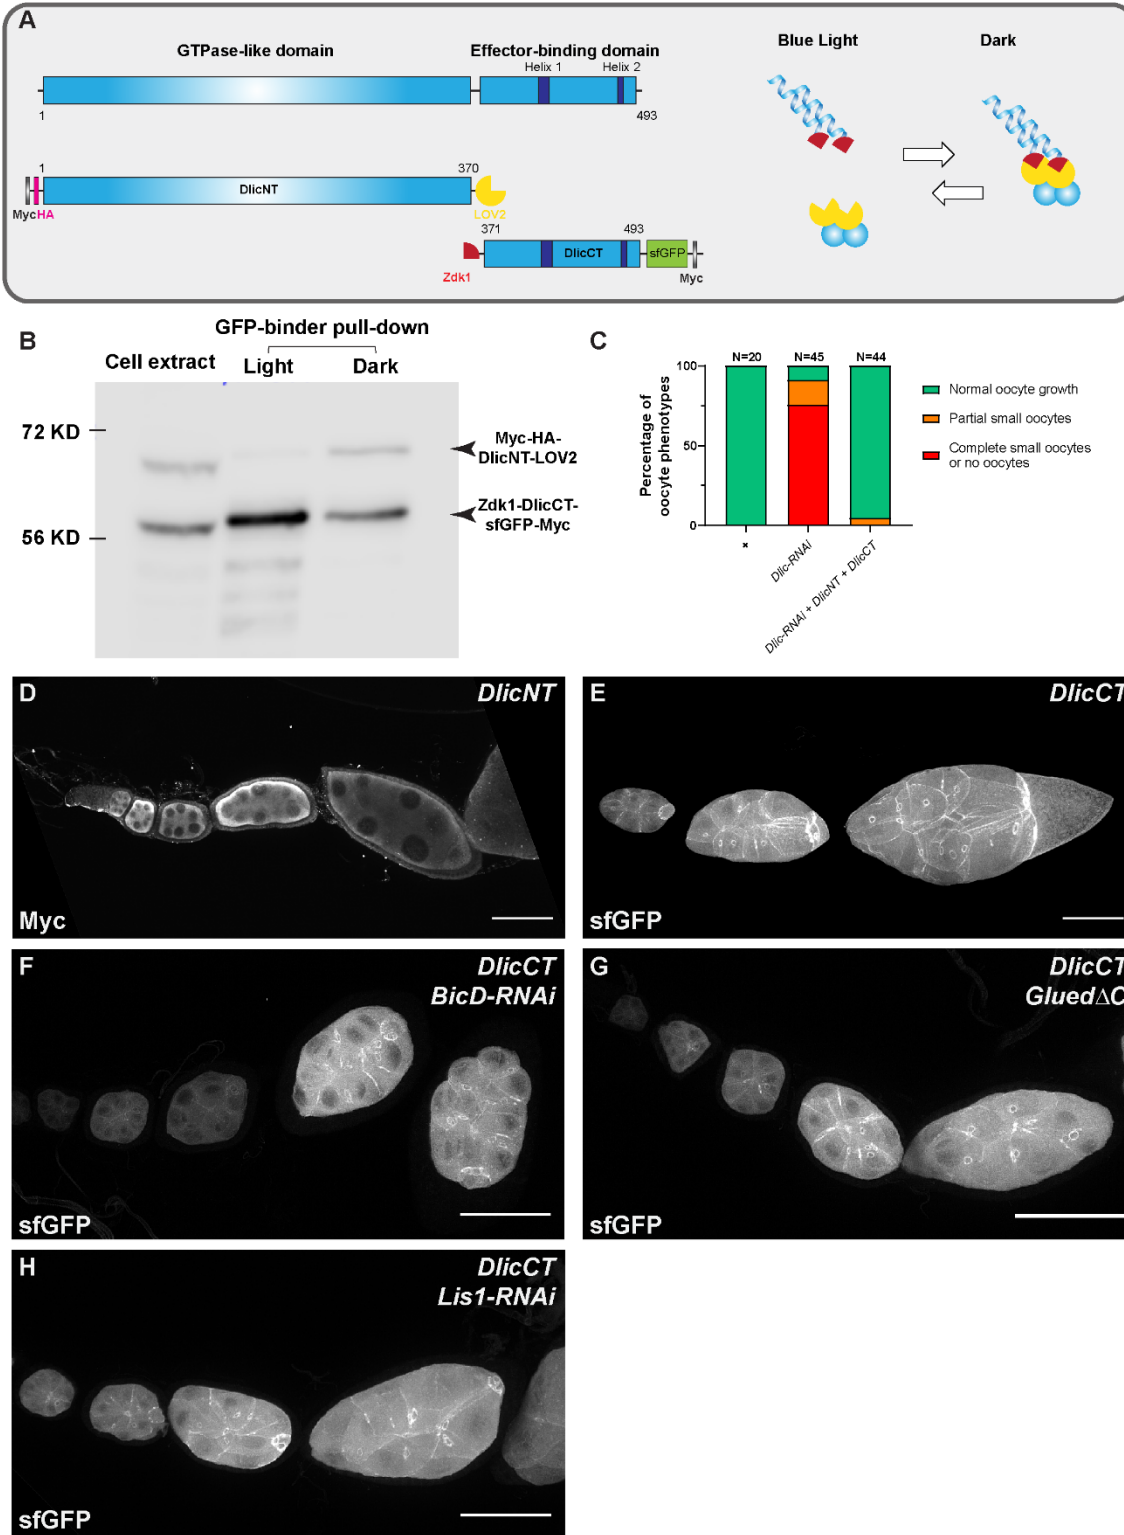 A
GTPase-like domain
Effector-binding domain
Helix 1
Helix 2
1
493
Blue Light
Dark
1
370
DlicNT
Myc
HA
LOV2
371
493
DlicCT
sfGFP
Zdk1
Myc
B
GFP-binder pull-down
Cell extract
Light
Dark
72 KD
56 KD
Myc-HA-
DlicNT-LOV2
Zdk1-DlicCT-
sfGFP-Myc
C
Percentage of
oocyte phenotypes
100
50
0
N=20
N=45
N=44
+
Dlic-RNAi
Dlic-RNAi + DlicNT + DlicCT
Normal oocyte growth
Partial small oocytes
Complete small oocytes
or no oocytes
D
DlicNT
Myc
E
DlicCT
sfGFP
F
DlicCT
BicD-RNAi
sfGFP
G
DlicCT
GluedΔC
sfGFP
H
DlicCT
Lis1-RNAi
sfGFP